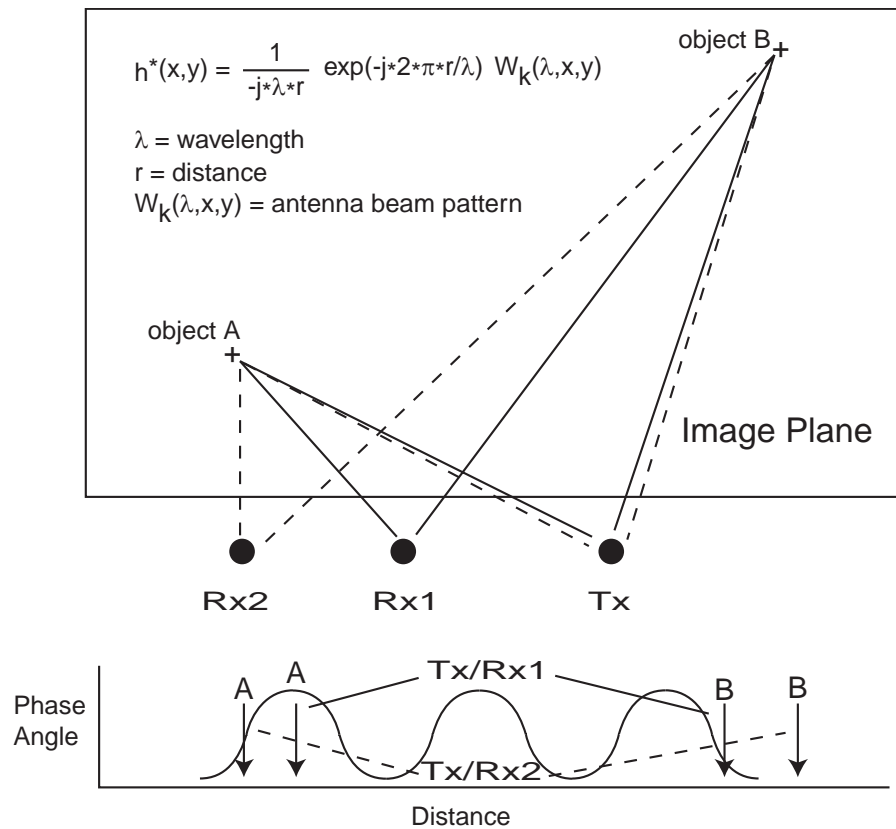 object B
h*(x,y) = 1 / -j*λ*r exp(-j*2*π*r/λ) Wk(λ,x,y)
λ = wavelength
r = distance
Wk(λ,x,y) = antenna beam pattern
object A
Image Plane
Rx2 Rx1 Tx
A A Tx/Rx1 B B
Phase
Angle
Tx/Rx2
Distance